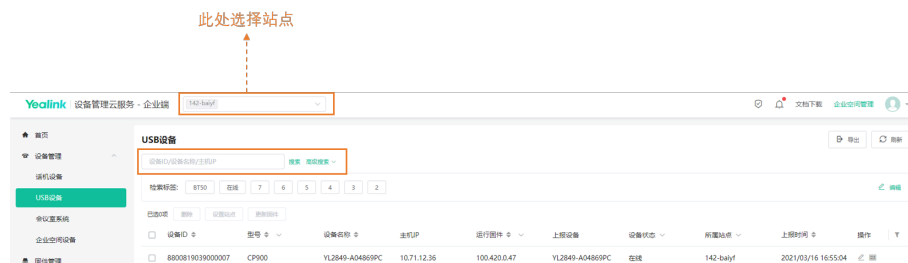 此处选择站点
Yealink 设备管理云服务 - 企业端 142-baiyf 文档下载 企业空间管理
首页
USB设备 导出 刷新
设备管理
设备ID/设备名称/主机IP 搜索 高级搜索
话机设备
检索标签: BT50 在线 7 6 5 4 3 2 编辑
USB设备
已选0项 删除 设置站点 更新固件
会议室系统
设备ID 型号 设备名称 主机IP 运行固件 上报设备 设备状态 所属站点 上报时间 操作
企业空间设备
8800819039000007 CP900 YL2849-A04869PC 10.71.12.36 100.420.0.47 YL2849-A04869PC 在线 142-baiyf 2021/03/16 16:55:04
固件管理